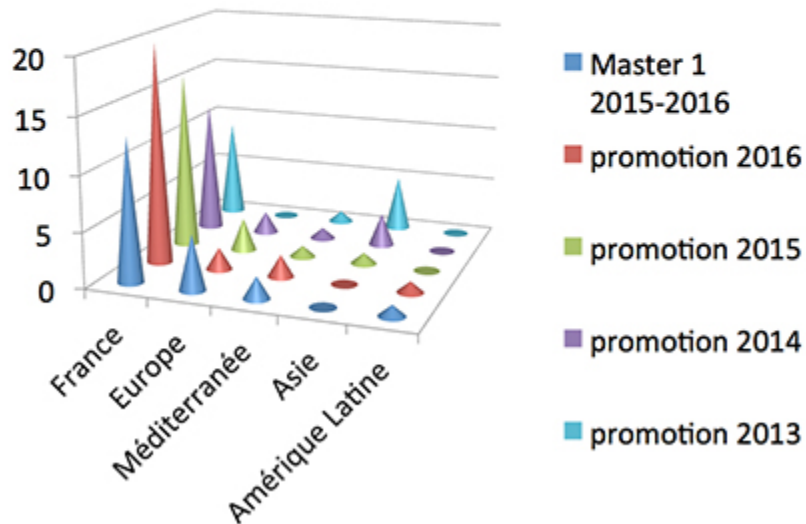 20
15
10
5
0
France
Europe
Méditerranée
Asie
Amérique Latine
Master 1
2015-2016
promotion 2016
promotion 2015
promotion 2014
promotion 2013